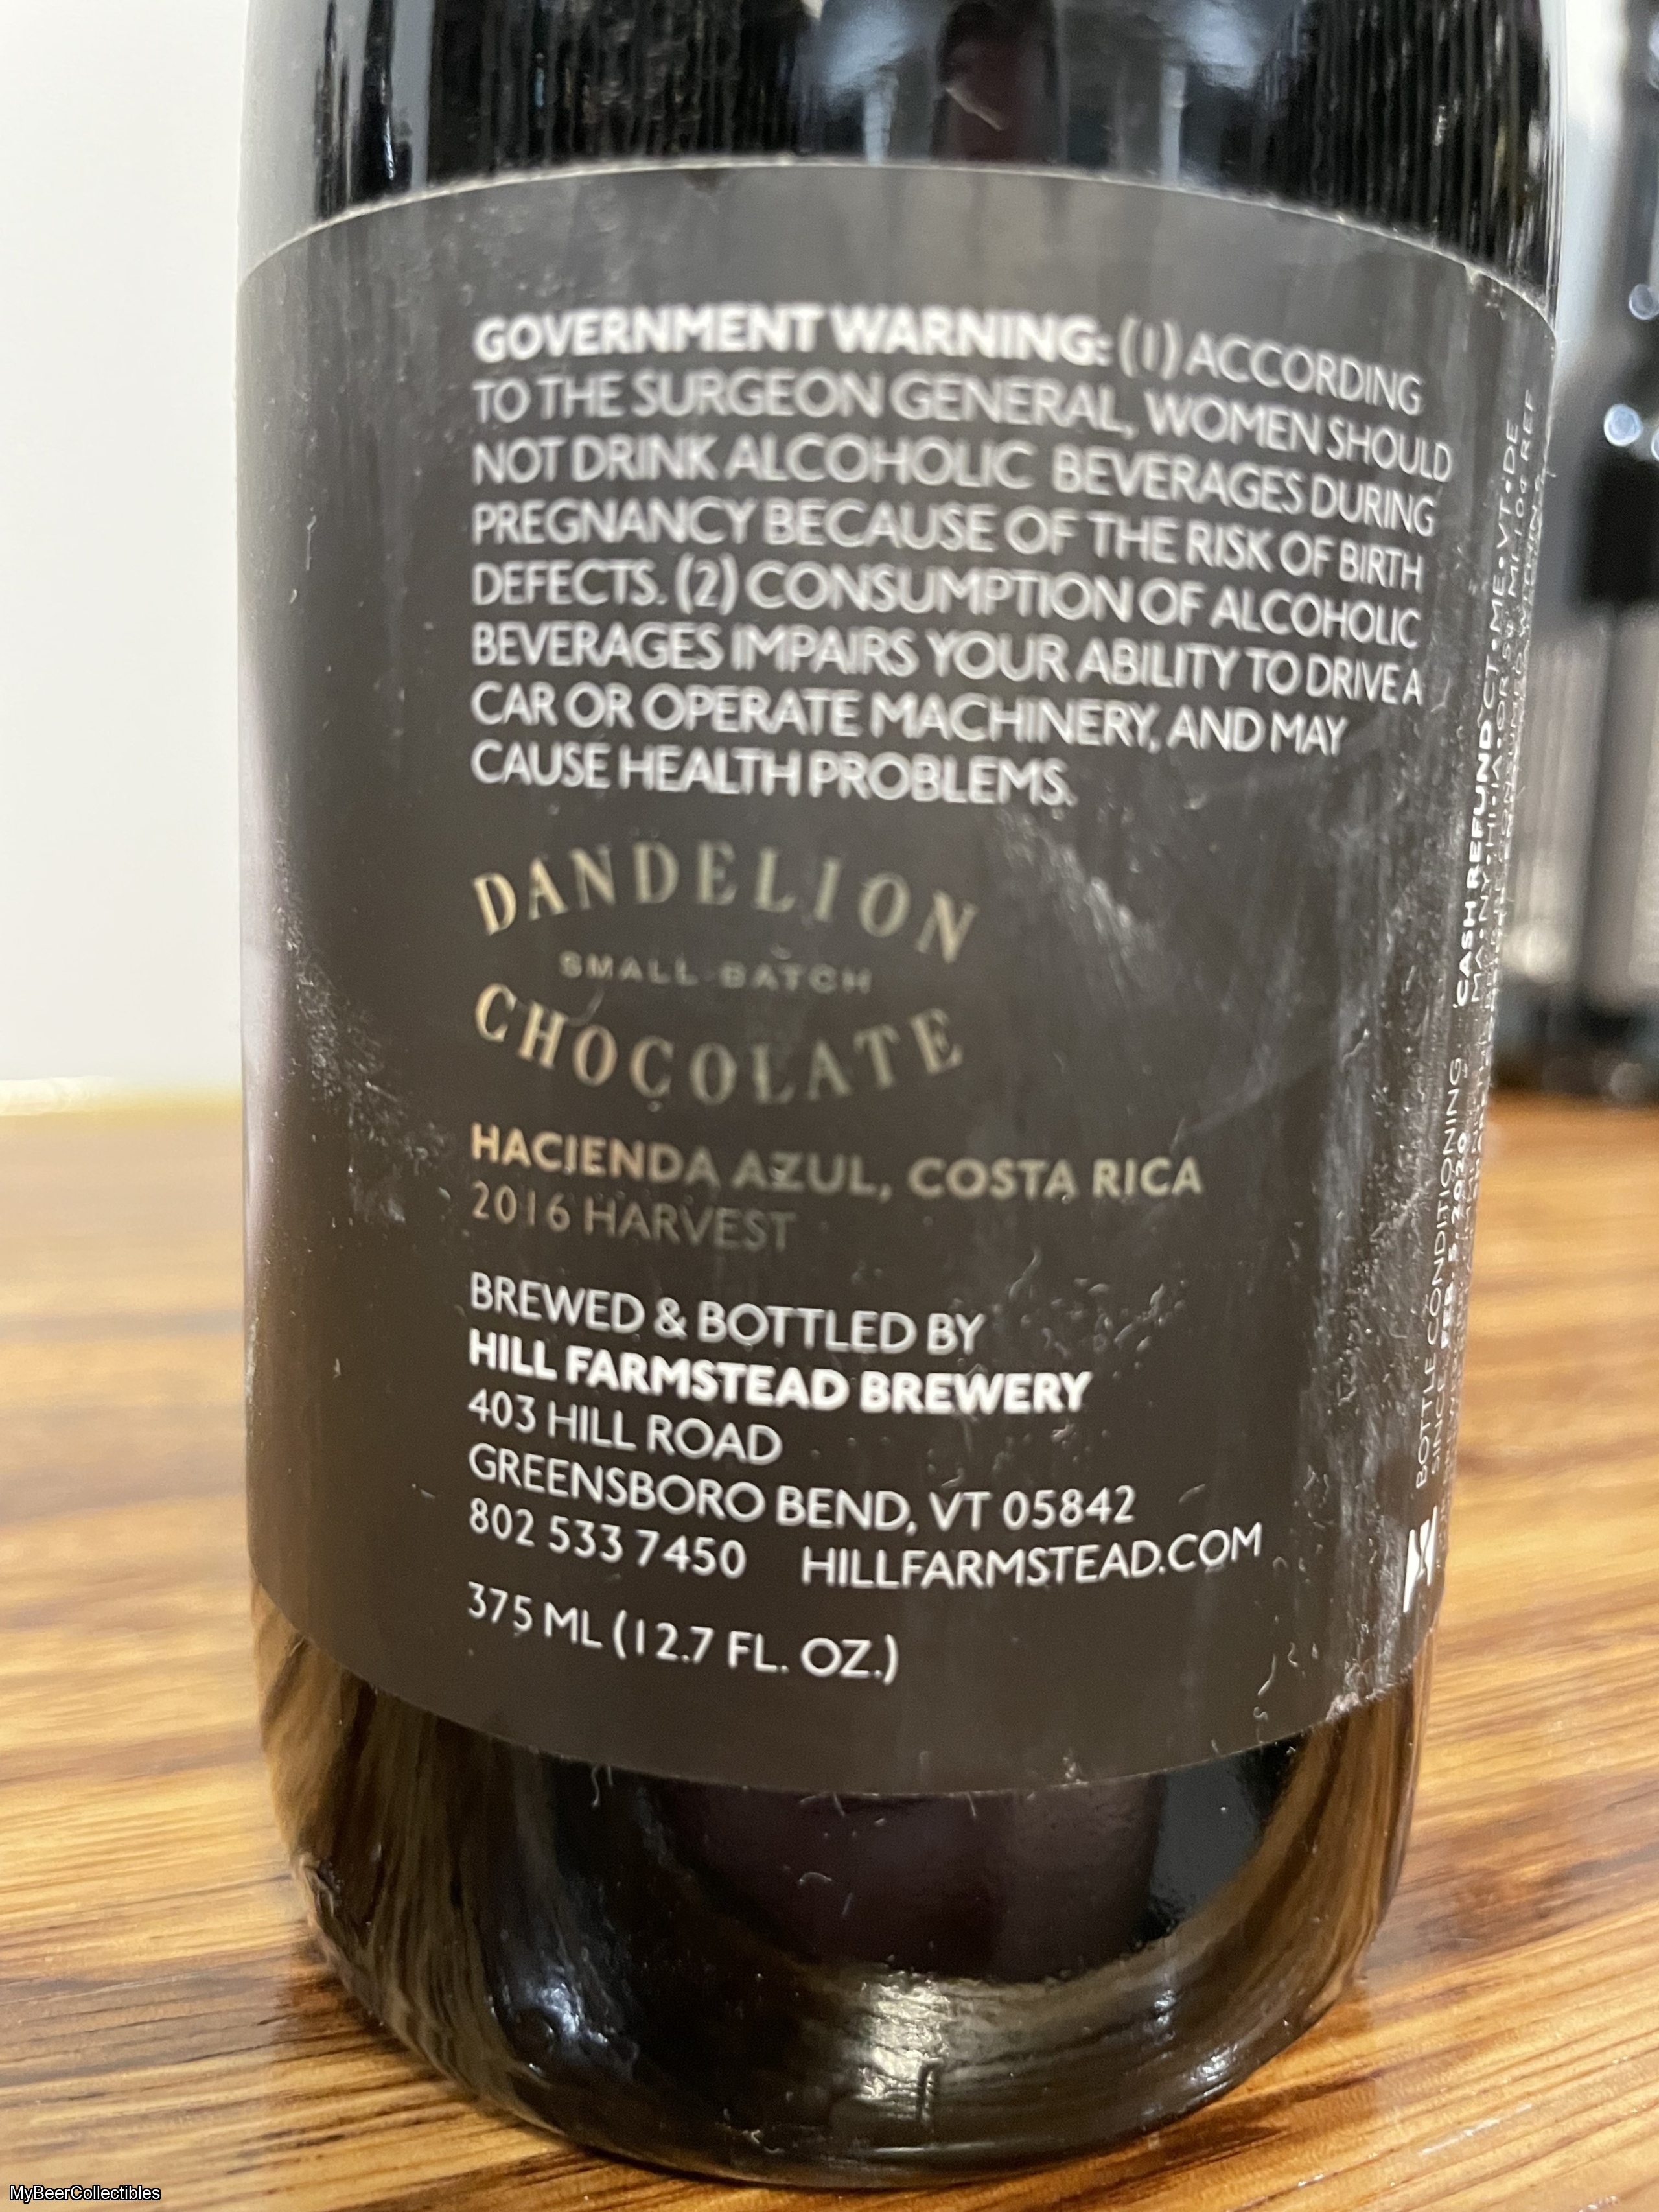 GOVERNMENT WARNING: (1) ACCORDING
TO THE SURGEON GENERAL, WOMEN SHOULD
NOT DRINK ALCOHOLIC BEVERAGES DURING
PREGNANCY BECAUSE OF THE RISK OF BIRTH
DEFECTS. (2) CONSUMPTION OF ALCOHOLIC
BEVERAGES IMPAIRS YOUR ABILITY TO DRIVE A
CAR OR OPERATE MACHINERY, AND MAY
CAUSE HEALTH PROBLEMS.
DANDELION
SMALL-BATCH
CHOCOLATE
HACIENDA AZUL, COSTA RICA
2016 HARVEST
BREWED & BOTTLED BY
HILL FARMSTEAD BREWERY
403 HILL ROAD
GREENSBORO BEND, VT 05842
802 533 7450 HILLFARMSTEAD.COM
375 ML (12.7 FL. OZ.)
BOTTLE CONDITIONING
SINCE FEB 5, 2020
CASH REFUND CT•ME•VT•DE
MyBeerCollectibles